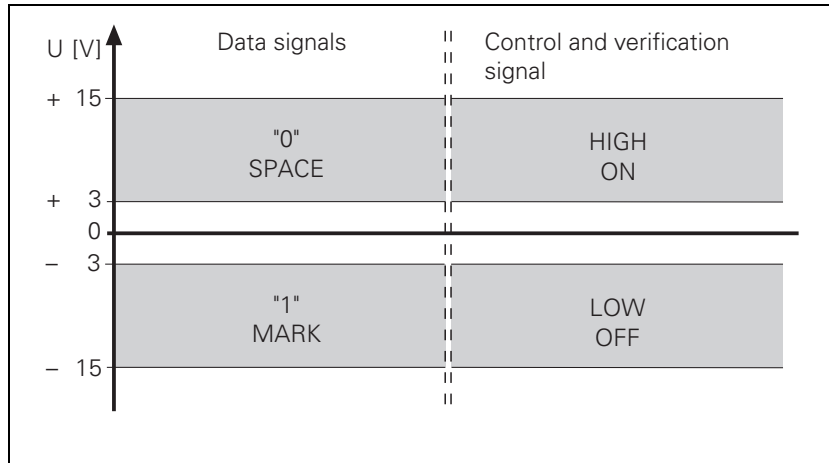 U [V]
Data signals
Control and verification
signal
+ 15
"0"
SPACE
HIGH
ON
+ 3
0
– 3
"1"
MARK
LOW
OFF
– 15